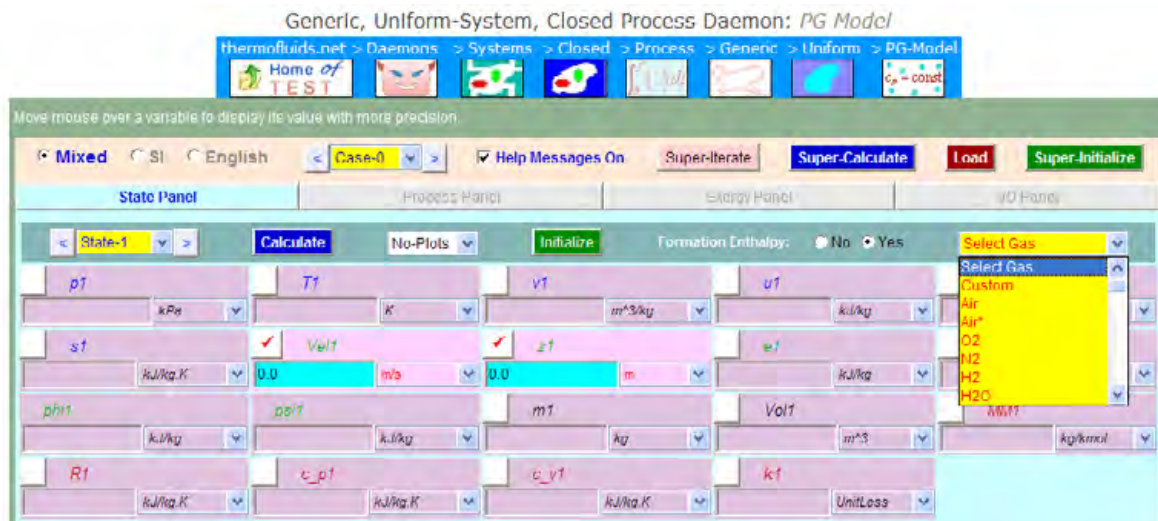 Generic, Uniform-System, Closed Process Daemon: PG Model
thermofluids.net > Daemons > Systems > Closed > Process > Generic > Uniform > PG-Model
Home of TEST
c_p = const.
Move mouse over a variable to display its value with more precision.
Mixed SI English < Case-0 > Help Messages On Super-Iterate Super-Calculate Load Super-Initialize
State Panel Process Panel Exergy Panel I/O Panel
< State-1 > Calculate No-Plots Initialize Formation Enthalpy: No Yes Select Gas
Select Gas
Custom
Air
Air*
O2
N2
H2
H2O
p1 T1 v1 u1
kPa K m^3/kg kJ/kg
s1 Vel1 z1 e1
kJ/kg.K 0.0 m/s 0.0 m kJ/kg
phi1 psi1 m1 Vol1 MM1
kJ/kg kJ/kg kg m^3 kg/kmol
R1 c_p1 c_v1 k1
kJ/kg.K kJ/kg.K kJ/kg.K UnitLess